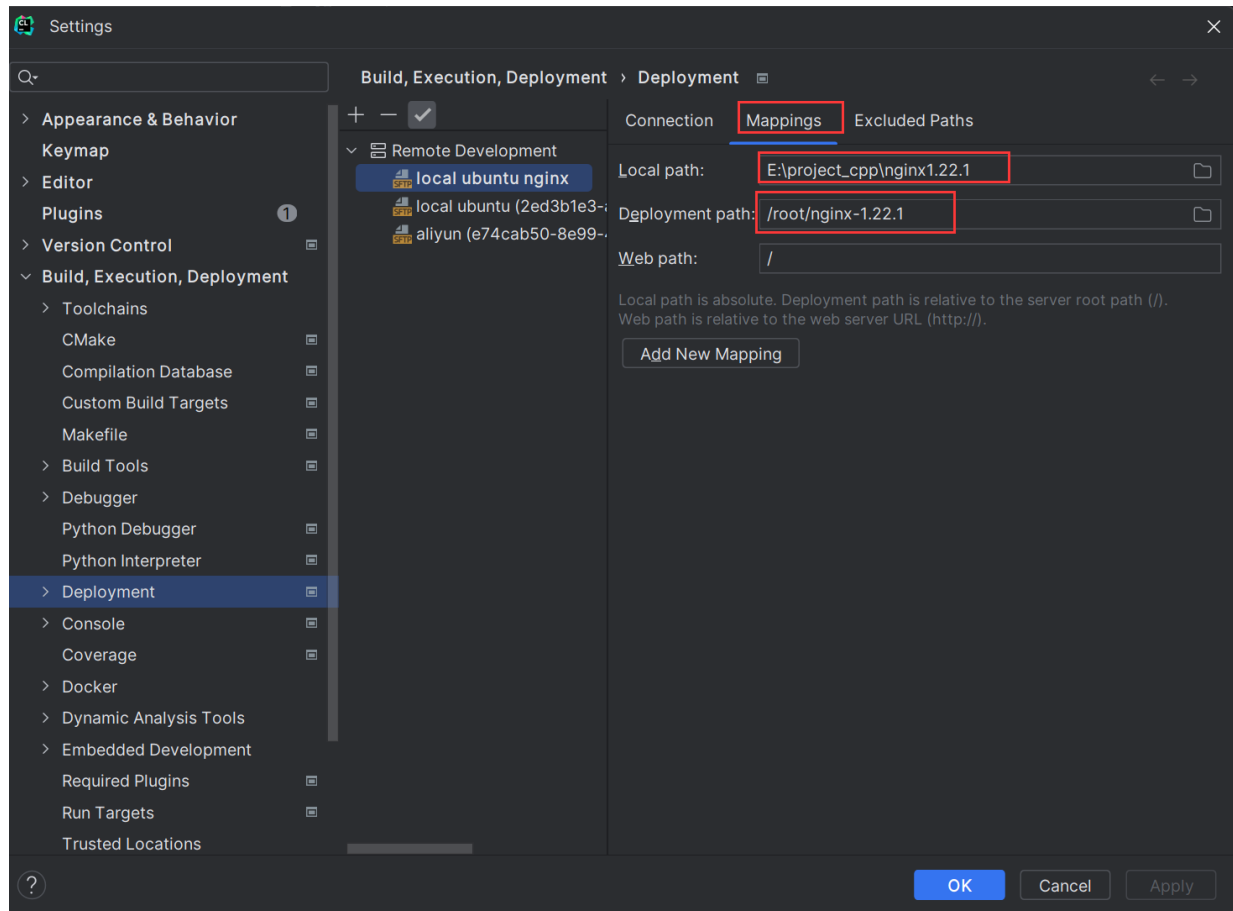 CL
Settings
Build, Execution, Deployment › Deployment
Appearance & Behavior
Keymap
Editor
Plugins 1
Version Control
Build, Execution, Deployment
Toolchains
CMake
Compilation Database
Custom Build Targets
Makefile
Build Tools
Debugger
Python Debugger
Python Interpreter
Deployment
Console
Coverage
Docker
Dynamic Analysis Tools
Embedded Development
Required Plugins
Run Targets
Trusted Locations
Remote Development
SFTP local ubuntu nginx
SFTP local ubuntu (2ed3b1e3-
SFTP aliyun (e74cab50-8e99-
Connection Mappings Excluded Paths
Local path: E:\project_cpp\nginx1.22.1
Deployment path: /root/nginx-1.22.1
Web path: /
Local path is absolute. Deployment path is relative to the server root path (/).
Web path is relative to the web server URL (http://).
Add New Mapping
? OK Cancel Apply